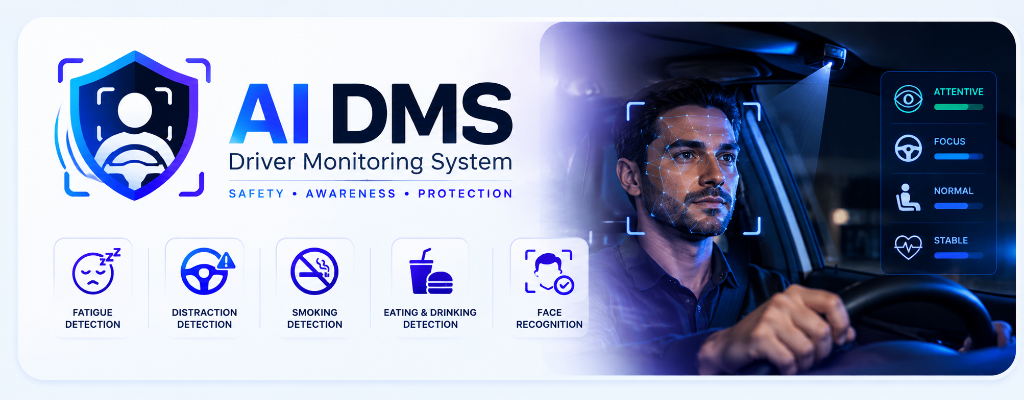 AI DMS
Driver Monitoring System
SAFETY • AWARENESS • PROTECTION
zzz
FATIGUE
DETECTION
DISTRACTION
DETECTION
SMOKING
DETECTION
EATING & DRINKING
DETECTION
FACE
RECOGNITION
ATTENTIVE
FOCUS
NORMAL
STABLE